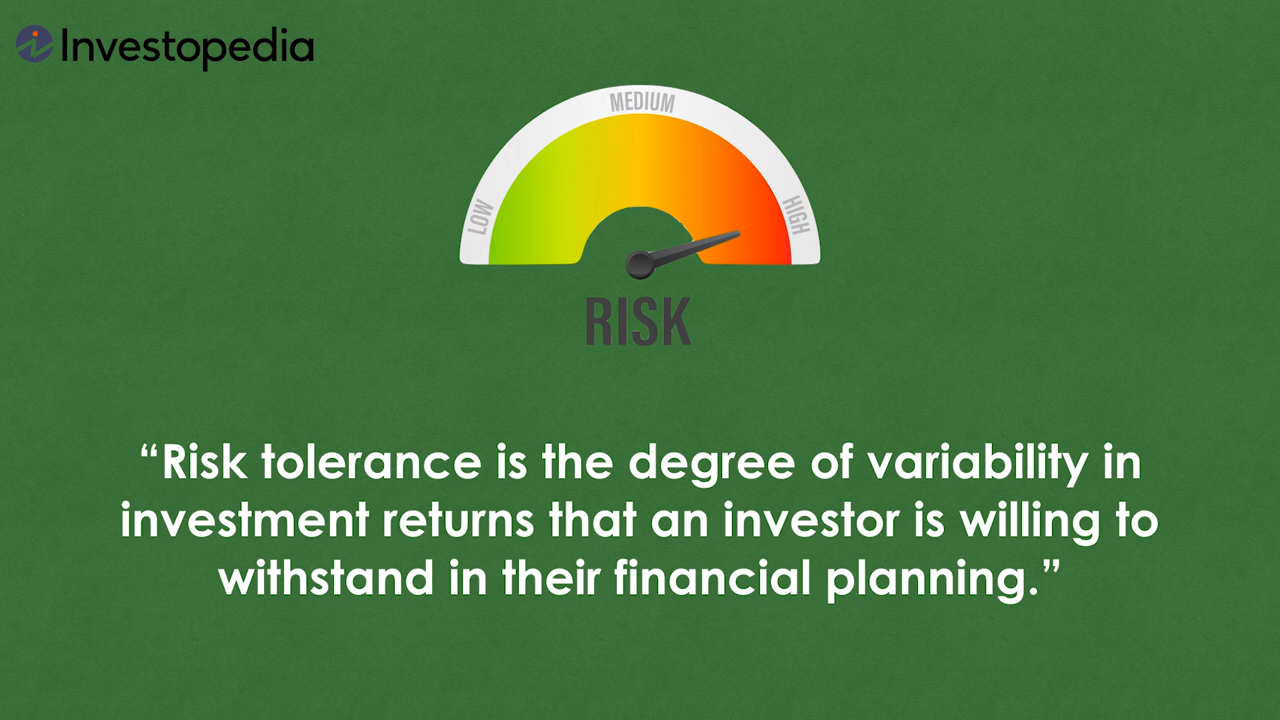 Investopedia
MEDIUM
LOW
HIGH
RISK
“Risk tolerance is the degree of variability in
investment returns that an investor is willing to
withstand in their financial planning.”